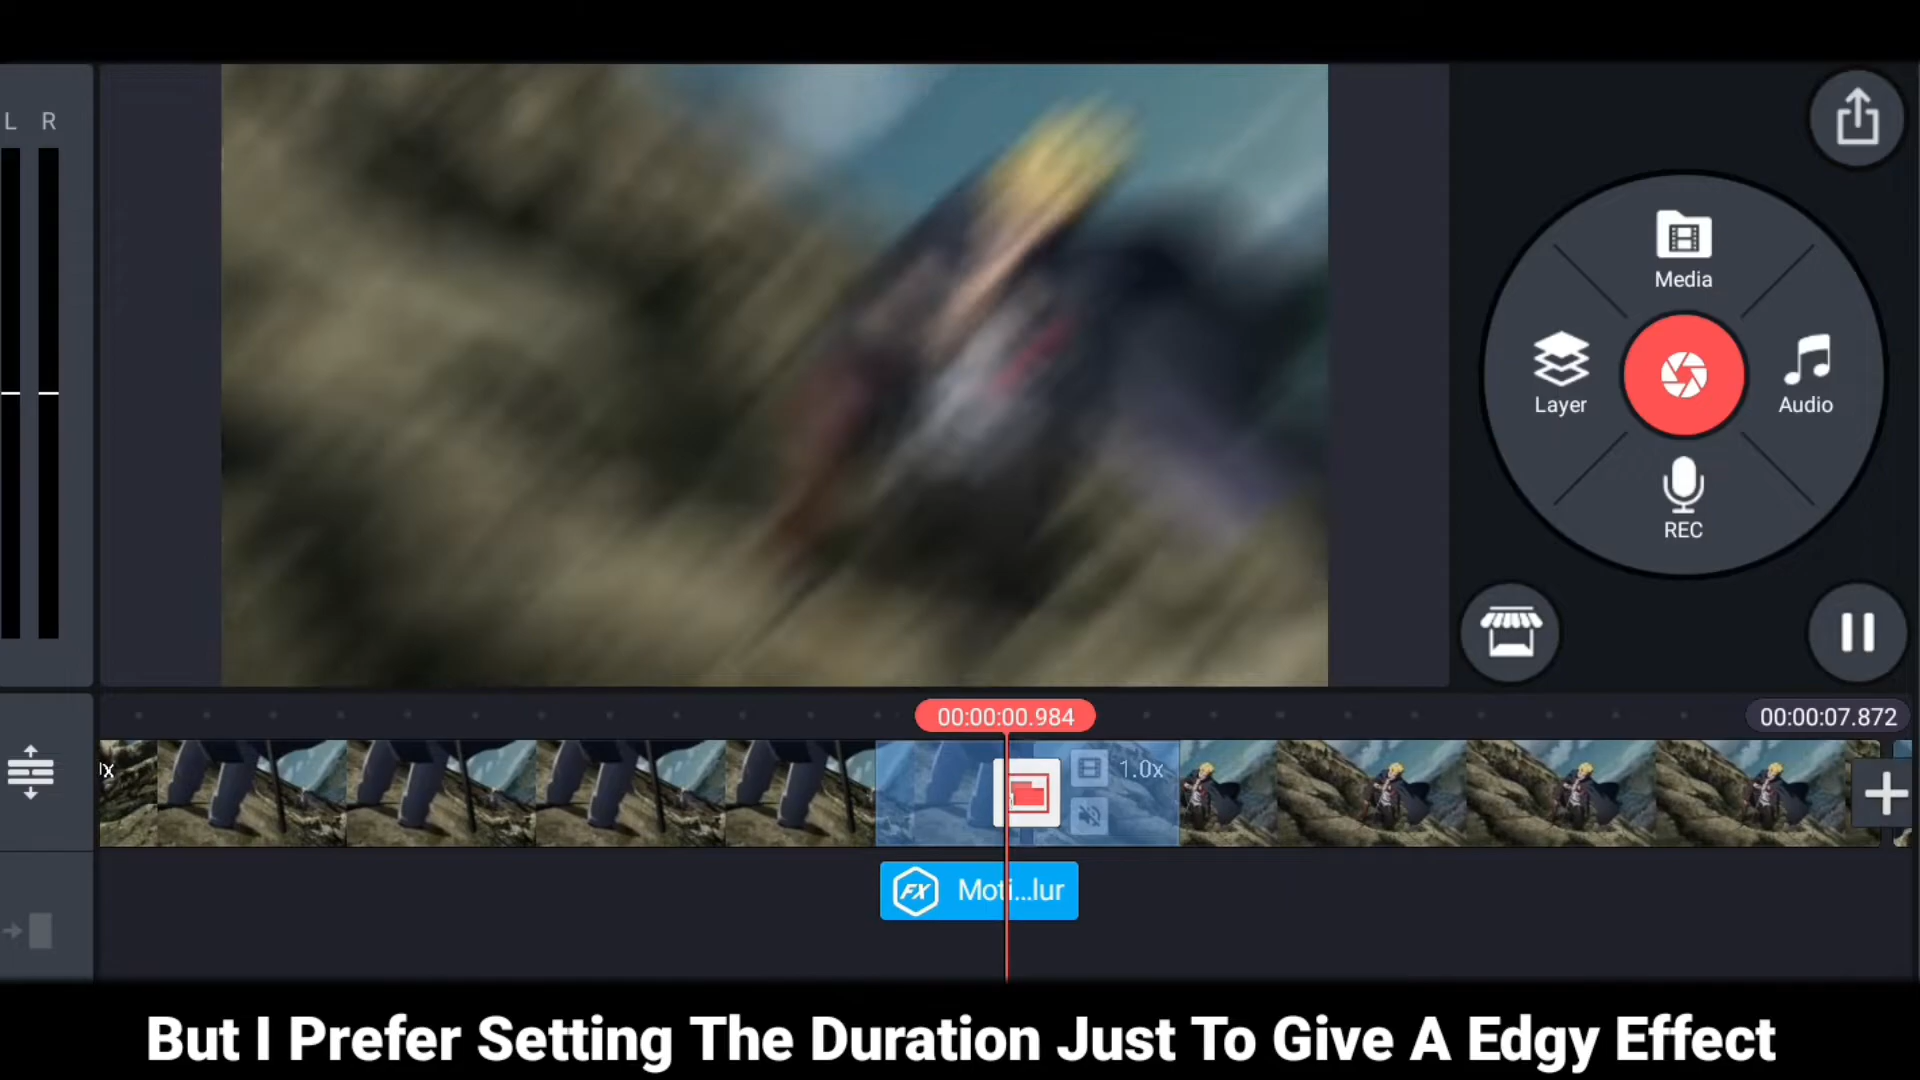 L R
Media
Layer
Audio
REC
00:00:00.984
00:00:07.872
x
1.0x
FX Moti...lur
But I Prefer Setting The Duration Just To Give A Edgy Effect